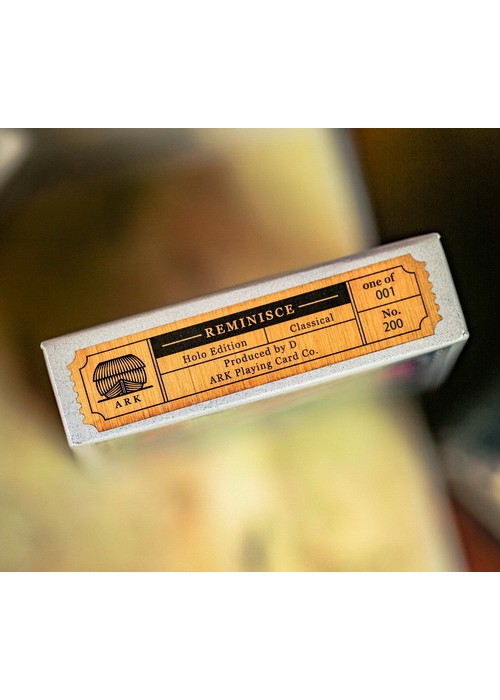 ARK
REMINISCE
Holo Edition Classical
Produced by D
ARK Playing Card Co.
one of
001
No.
200